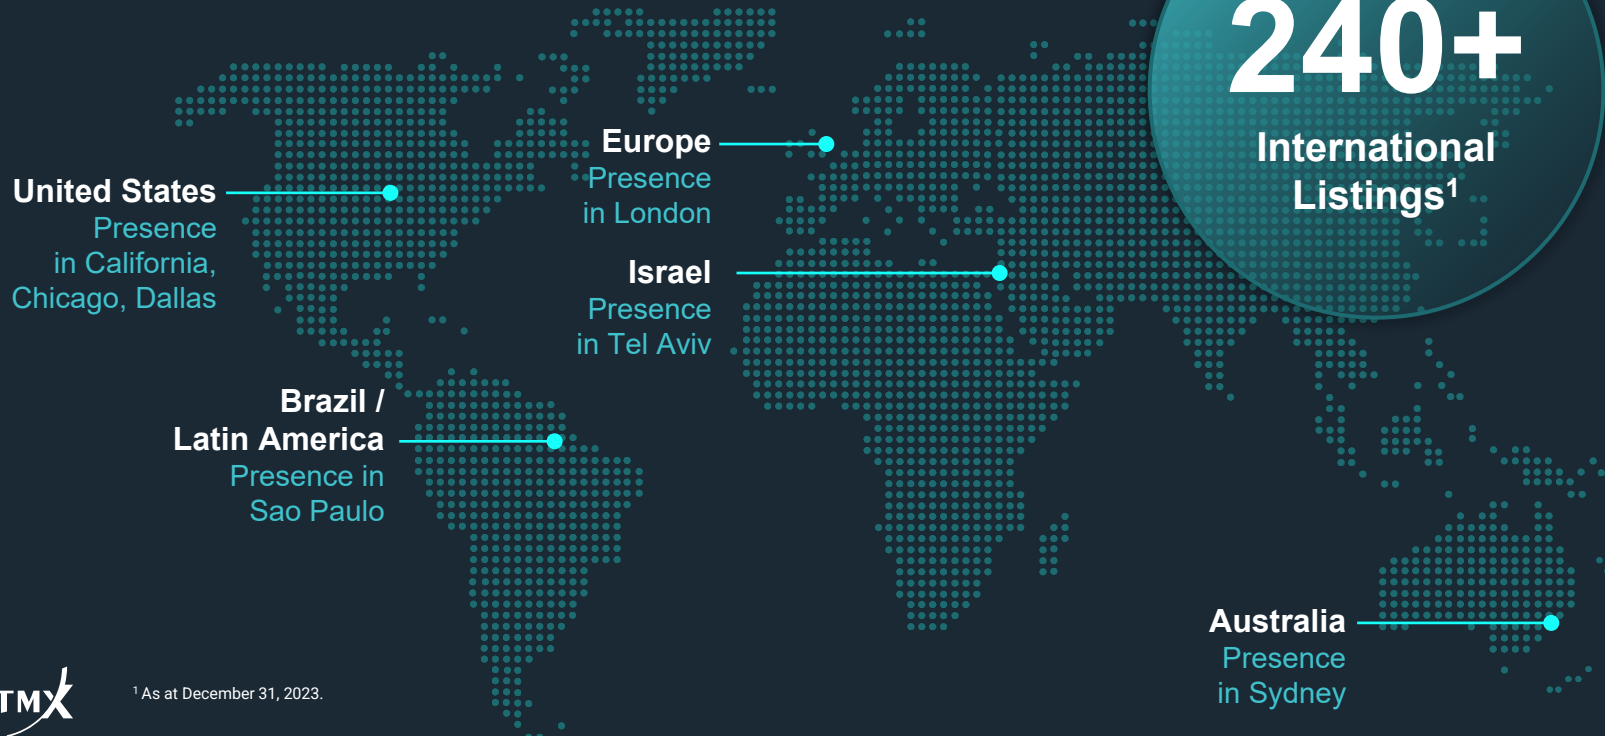 240+
International
Listings¹
United States
Presence
in California,
Chicago, Dallas
Europe
Presence
in London
Israel
Presence
in Tel Aviv
Brazil /
Latin America
Presence in
Sao Paulo
Australia
Presence
in Sydney
TMX
¹ As at December 31, 2023.